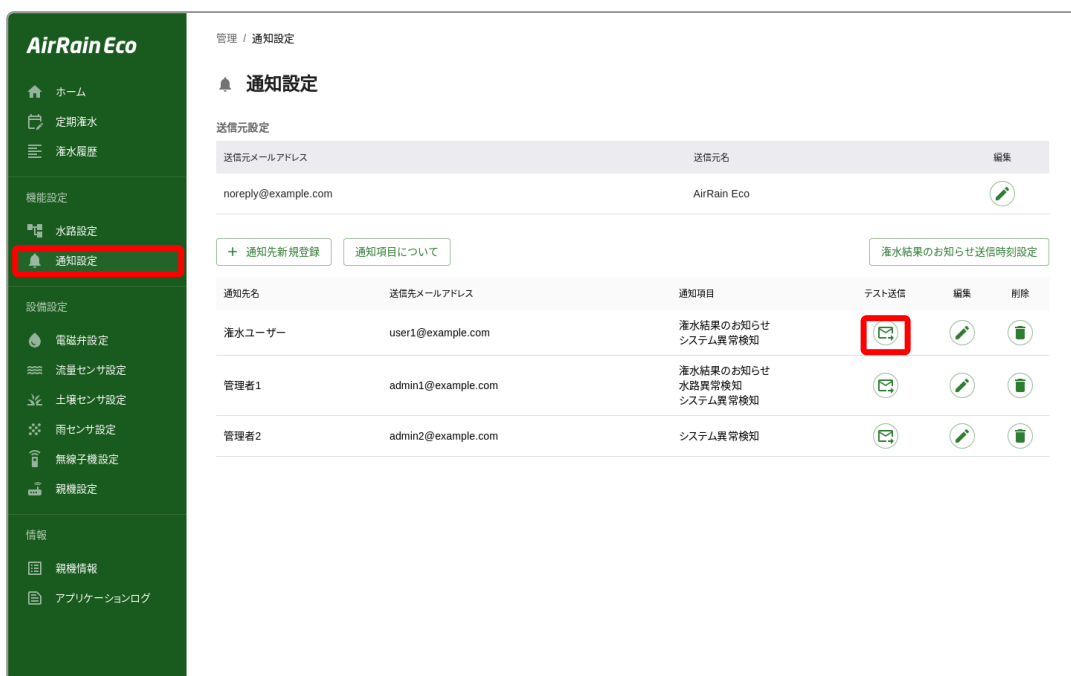 AirRain Eco
ホーム
定期潅水
潅水履歴
機能設定
水路設定
通知設定
設備設定
電磁弁設定
流量センサ設定
土壌センサ設定
雨センサ設定
無線子機設定
親機設定
情報
親機情報
アプリケーションログ
管理 / 通知設定
通知設定
送信元設定
送信元メールアドレス 送信元名 編集
noreply@example.com AirRain Eco
+ 通知先新規登録 通知項目について 潅水結果のお知らせ送信時刻設定
通知先名 送信先メールアドレス 通知項目 テスト送信 編集 削除
潅水ユーザー user1@example.com 潅水結果のお知らせ
システム異常検知
管理者1 admin1@example.com 潅水結果のお知らせ
水路異常検知
システム異常検知
管理者2 admin2@example.com システム異常検知